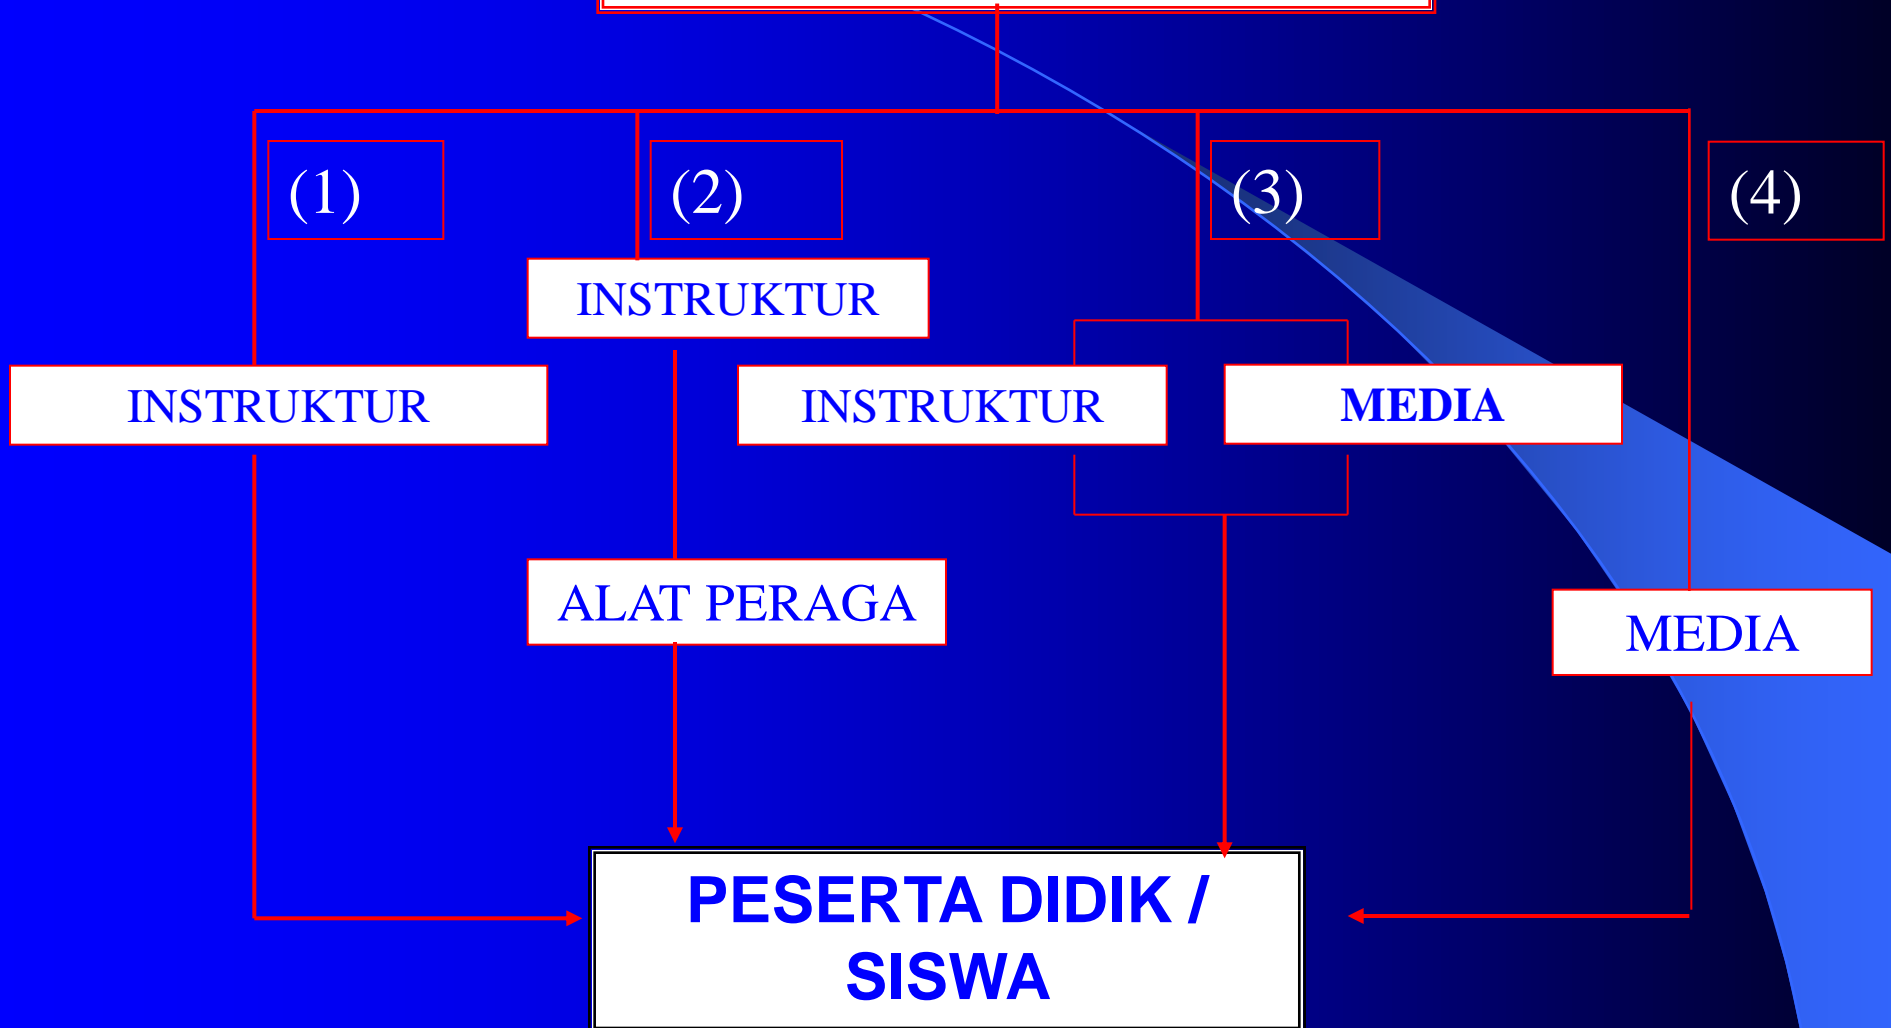 (1)
(2)
(3)
(4)
INSTRUKTUR
INSTRUKTUR
INSTRUKTUR
MEDIA
ALAT PERAGA
MEDIA
PESERTA DIDIK /
SISWA